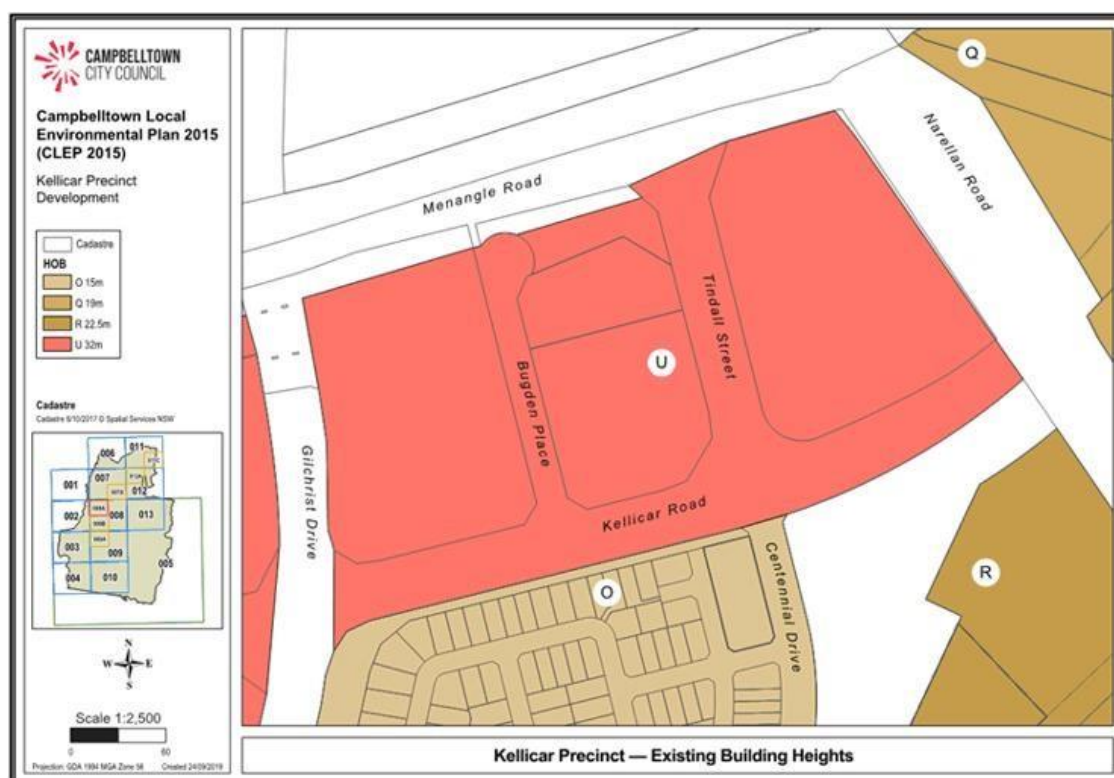 CAMPBELLTOWN
CITY COUNCIL
Campbelltown Local
Environmental Plan 2015
(CLEP 2015)
Kellicar Precinct
Development
Cadastre
HOB
O 15m
Q 19m
R 22.5m
U 32m
Cadastre
Cadastre 6/10/2017 © Spatial Services NSW
006
011
001
007
012
002
008
013
003
009
005
004
010
N
W E
S
Scale 1:2,500
0 60
Projection: GDA 1994 MGA Zone 56 Created 24/09/2019
Q
Narellan Road
Menangle Road
Tindall Street
U
Bugden Place
Gilchrist Drive
Kellicar Road
O
Centennial Drive
R
Kellicar Precinct — Existing Building Heights